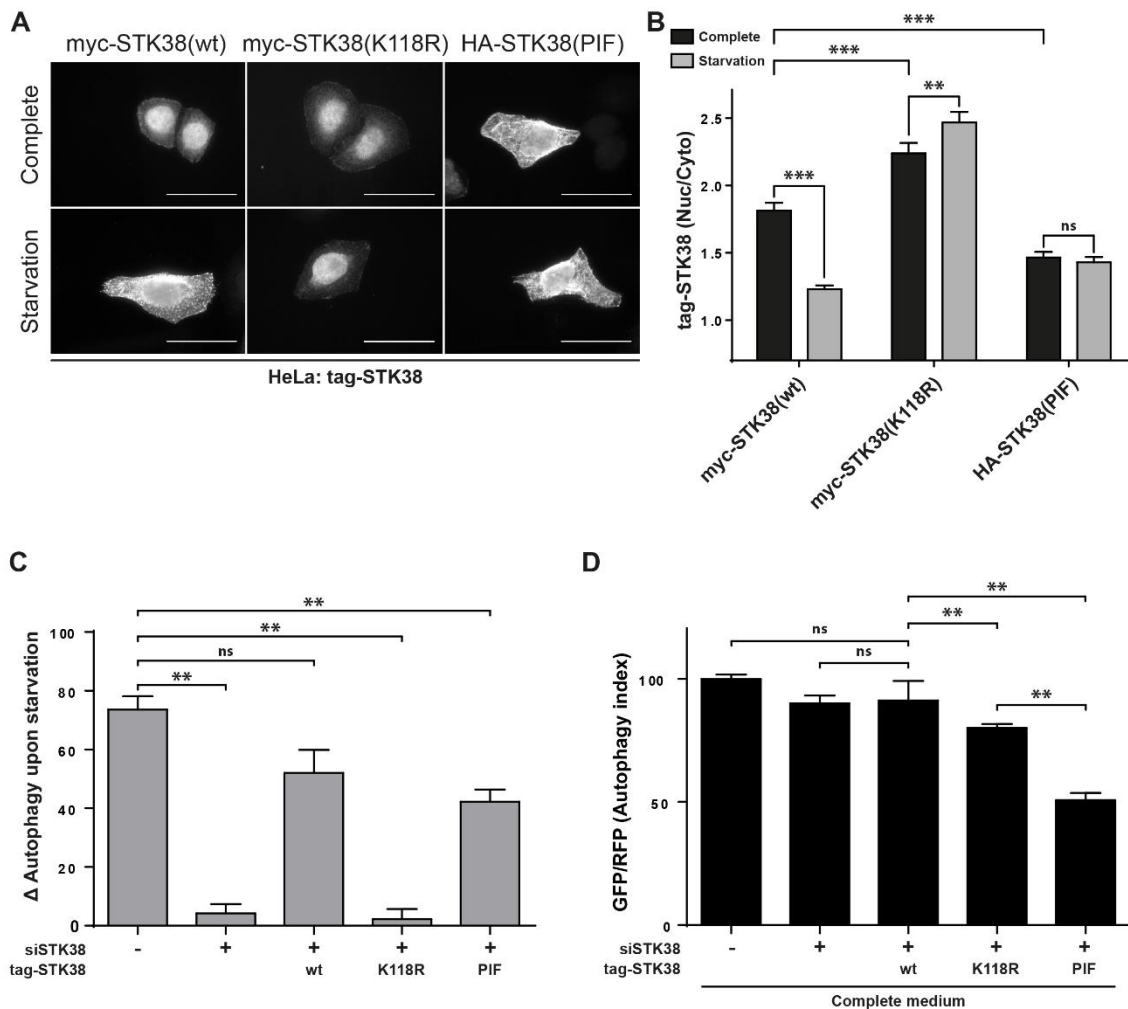 A
myc-STK38(wt) myc-STK38(K118R) HA-STK38(PIF)
Complete
Starvation
HeLa: tag-STK38
B
Complete
Starvation
***
***
**
***
ns
tag-STK38 (Nuc/Cyto)
2.5
2.0
1.5
1.0
myc-STK38(wt)
myc-STK38(K118R)
HA-STK38(PIF)
C
**
**
ns
**
Δ Autophagy upon starvation
100
80
60
40
20
0
siSTK38 - + + + +
tag-STK38 wt K118R PIF
D
**
ns
**
ns
**
GFP/RFP (Autophagy index)
100
50
0
siSTK38 - + + + +
tag-STK38 wt K118R PIF
Complete medium